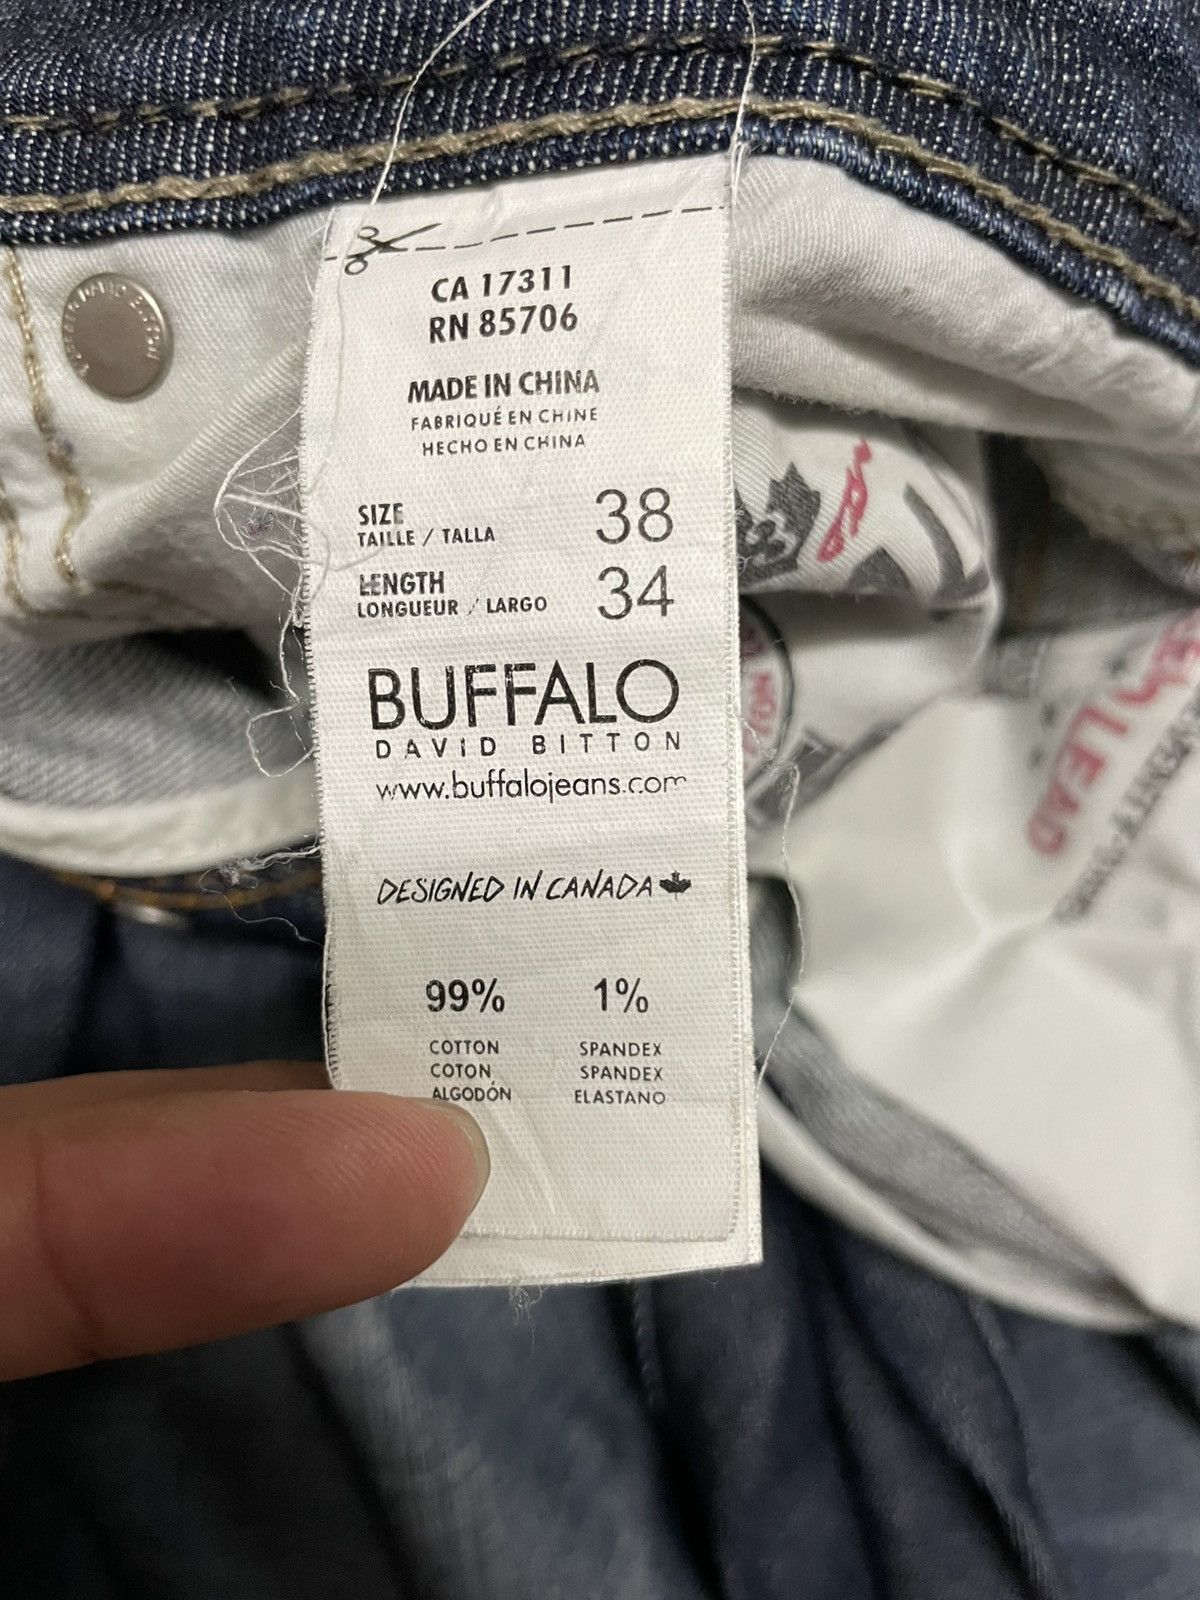 CA 17311
RN 85706
MADE IN CHINA
FABRIQUÉ EN CHINE
HECHO EN CHINA
SIZE 38
TAILLE / TALLA
LENGTH 34
LONGUEUR / LARGO
BUFFALO
DAVID BITTON
www.buffalojeans.com
DESIGNED IN CANADA
99% 1%
COTTON SPANDEX
COTON SPANDEX
ALGODÓN ELASTANO
LEAD